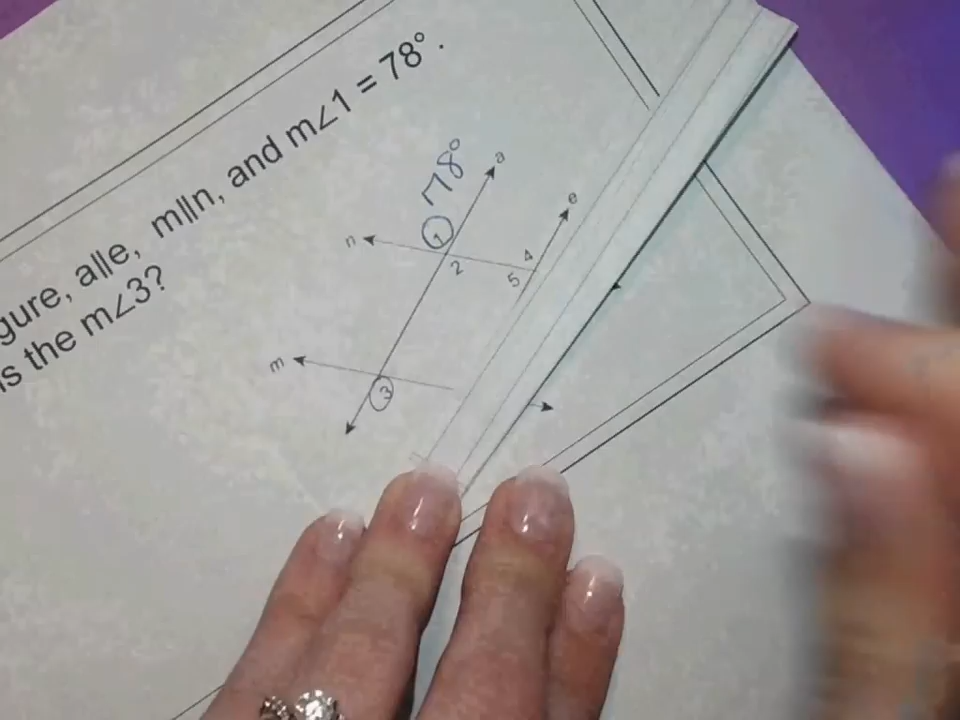 gure, a||e, m||n, and m∠1 = 78°.
is the m∠3?
78°
a
e
n
1
2
4
5
m
3